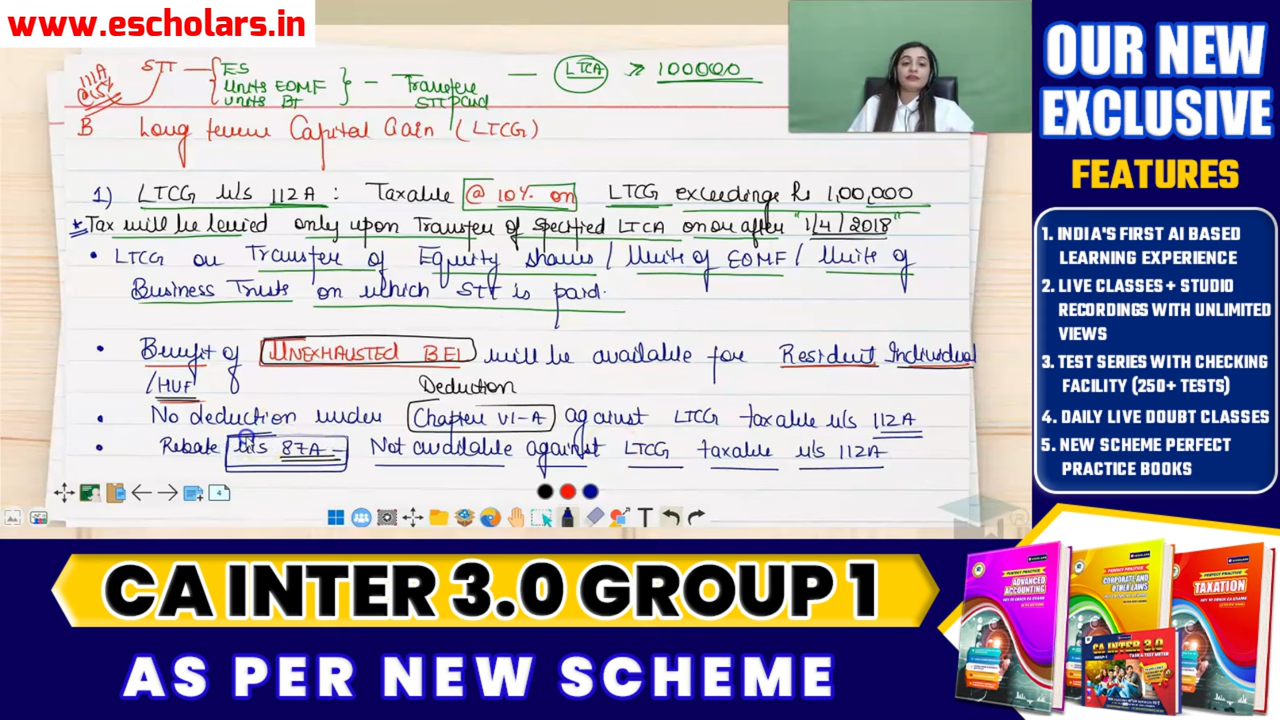 www.escholars.in
111A
@15%
STT
ES
Units EOMF
Units BT
Transfer
STT paid
LTCA
100000
B Long term Capital Gain (LTCG)
1) LTCG u/s 112A : Taxable @ 10% on LTCG exceeding Rs 1,00,000
* Tax will be levied only upon Transfer of specified LTCA on or after "1/4/2018"
• LTCG on Transfer of Equity shares / Units of EOMF / Units of
Business Trusts on which STT is paid.
• Benefit of UNEXHAUSTED BEL will be available for Resident Individual
/HUF
Deduction
• No deduction under Chapter VI-A against LTCG taxable u/s 112A
• Rebate u/s 87A - Not available against LTCG taxable u/s 112A
4
T
OUR NEW
EXCLUSIVE
FEATURES
1. INDIA'S FIRST AI BASED
LEARNING EXPERIENCE
2. LIVE CLASSES + STUDIO
RECORDINGS WITH UNLIMITED
VIEWS
3. TEST SERIES WITH CHECKING
FACILITY (250+ TESTS)
4. DAILY LIVE DOUBT CLASSES
5. NEW SCHEME PERFECT
PRACTICE BOOKS
CA INTER 3.0 GROUP 1
AS PER NEW SCHEME
PERFECT PRACTICE
ADVANCED
ACCOUNTING
PERFECT PRACTICE
CORPORATE AND
OTHER LAWS
PERFECT PRACTICE
TAXATION
CA INTER 3.0